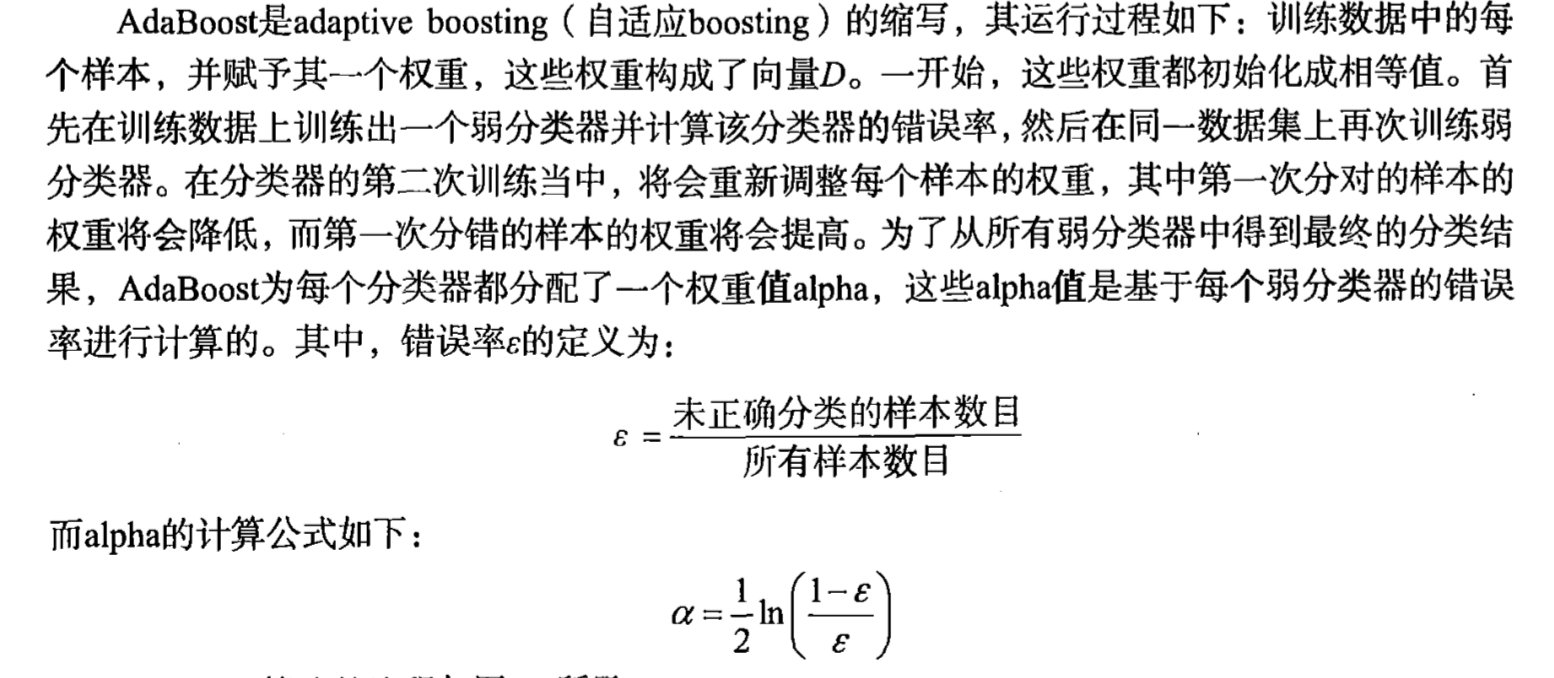 AdaBoost是adaptive boosting（自适应boosting）的缩写，其运行过程如下：训练数据中的每
个样本，并赋予其一个权重，这些权重构成了向量D。一开始，这些权重都初始化成相等值。首
先在训练数据上训练出一个弱分类器并计算该分类器的错误率，然后在同一数据集上再次训练弱
分类器。在分类器的第二次训练当中，将会重新调整每个样本的权重，其中第一次分对的样本的
权重将会降低，而第一次分错的样本的权重将会提高。为了从所有弱分类器中得到最终的分类结
果，AdaBoost为每个分类器都分配了一个权重值alpha，这些alpha值是基于每个弱分类器的错误
率进行计算的。其中，错误率ε的定义为：
ε = 未正确分类的样本数目
所有样本数目
而alpha的计算公式如下：
α = 1/2 ln((1-ε)/ε)